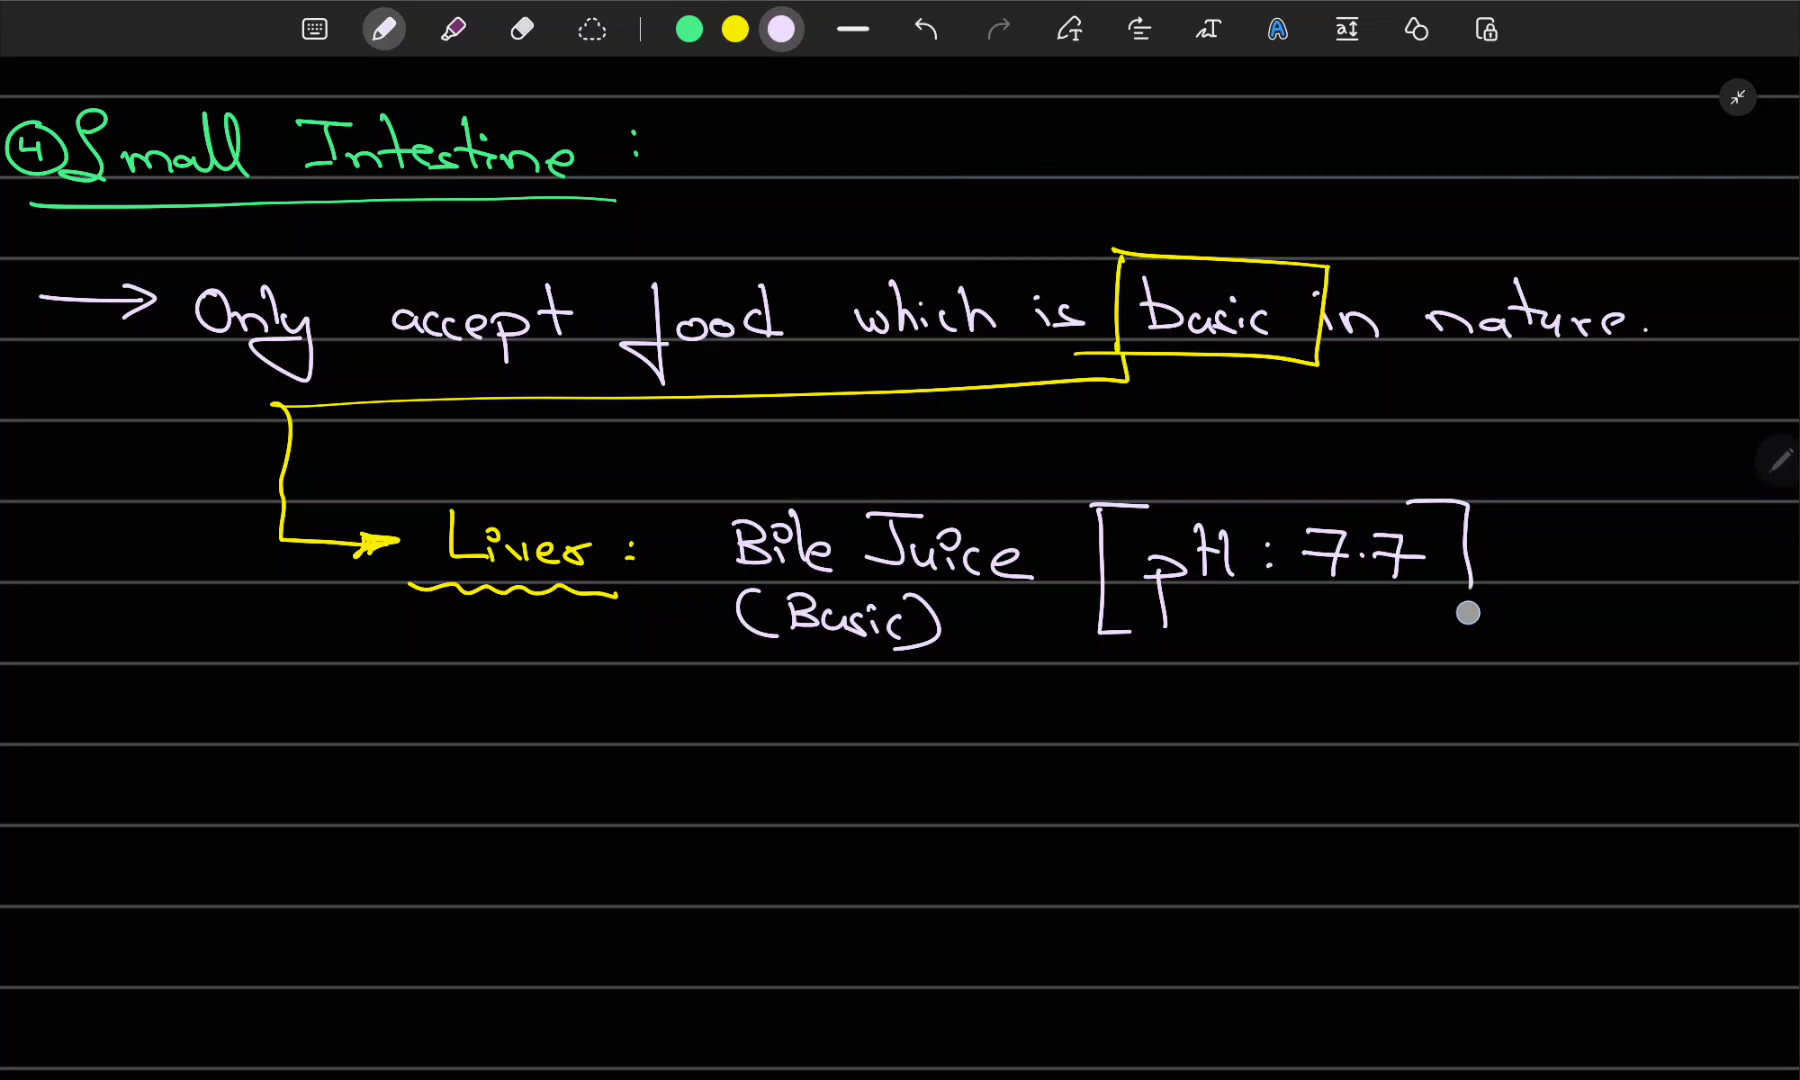 ④ Small Intestine :
→ Only accept food which is basic in nature.
Liver : Bile Juice [pH : 7.7]
(Basic)